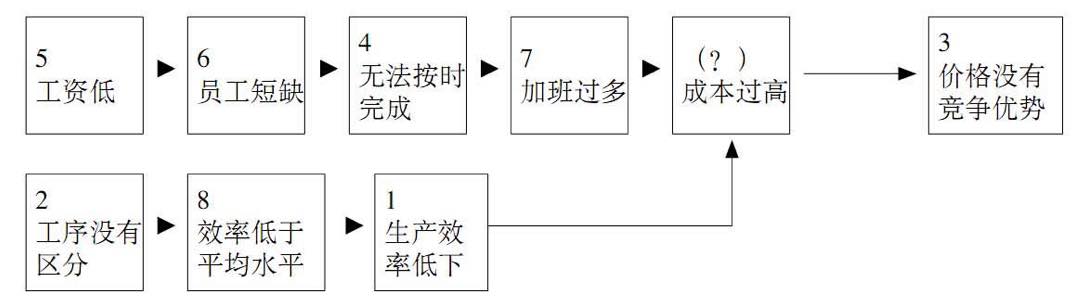 5
工资低
6
员工短缺
4
无法按时
完成
7
加班过多
（？）
成本过高
3
价格没有
竞争优势
2
工序没有
区分
8
效率低于
平均水平
1
生产效
率低下